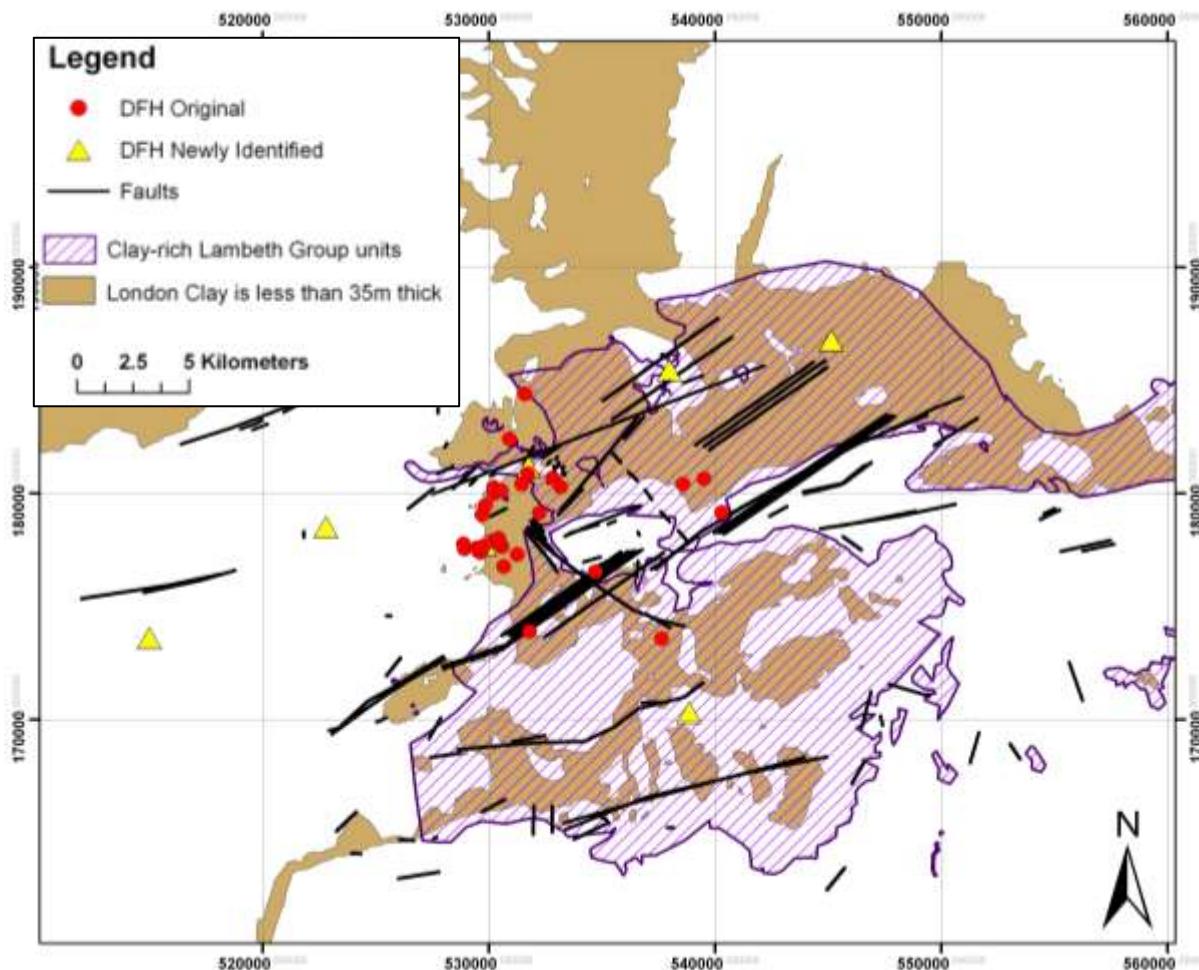 520000 530000 540000 550000 560000
Legend
DFH Original
DFH Newly Identified
Faults
Clay-rich Lambeth Group units
London Clay is less than 35m thick
0 2.5 5 Kilometers
190000 190000
180000 180000
170000 170000
N
520000 530000 540000 550000 560000